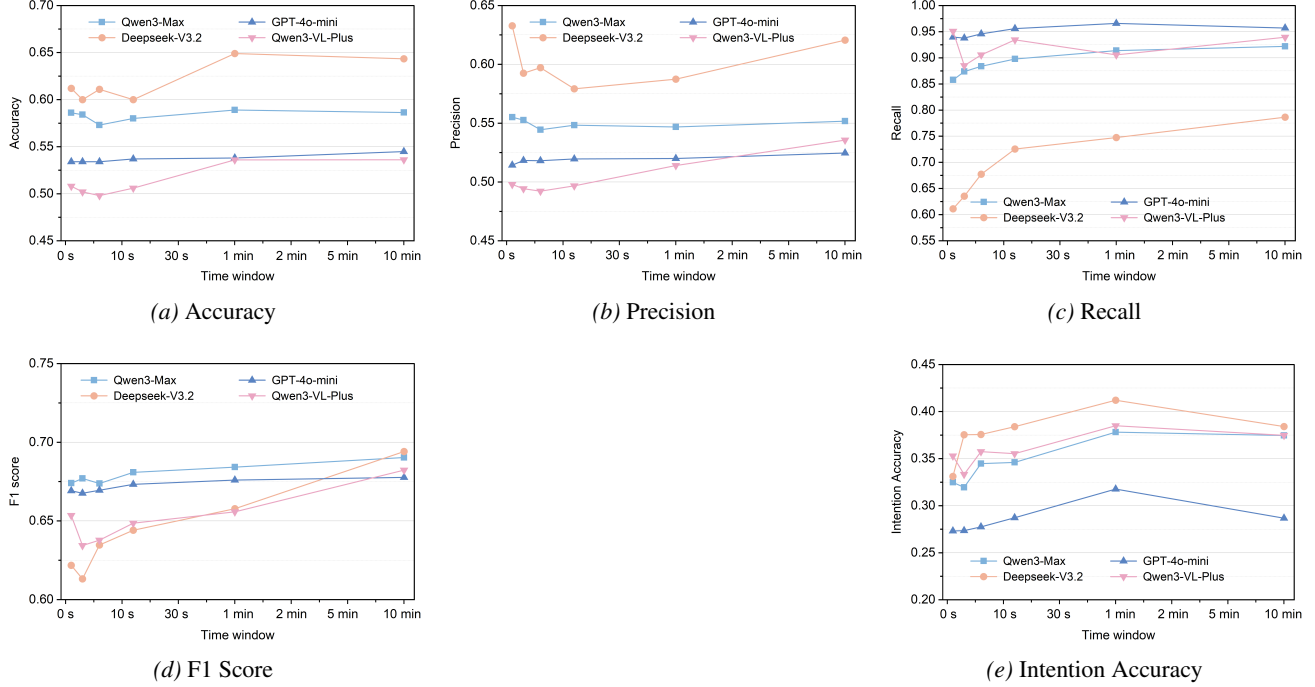 Qwen3-Max
GPT-4o-mini
Deepseek-V3.2
Qwen3-VL-Plus
0.70
0.65
0.60
0.55
0.50
0.45
Accuracy
0 s 10 s 30 s 1 min 2 min 5 min 10 min
Time window
(a) Accuracy
Qwen3-Max
GPT-4o-mini
Deepseek-V3.2
Qwen3-VL-Plus
0.65
0.60
0.55
0.50
0.45
Precision
0 s 10 s 30 s 1 min 2 min 5 min 10 min
Time window
(b) Precision
1.00
0.95
0.90
0.85
0.80
0.75
0.70
0.65
0.60
0.55
Recall
Qwen3-Max
GPT-4o-mini
Deepseek-V3.2
Qwen3-VL-Plus
0 s 10 s 30 s 1 min 2 min 5 min 10 min
Time window
(c) Recall
Qwen3-Max
GPT-4o-mini
Deepseek-V3.2
Qwen3-VL-Plus
0.75
0.70
0.65
0.60
F1 score
0 s 10 s 30 s 1 min 2 min 5 min 10 min
Time window
(d) F1 Score
0.45
0.40
0.35
0.30
0.25
0.20
Intention Accuracy
Qwen3-Max
GPT-4o-mini
Deepseek-V3.2
Qwen3-VL-Plus
0 s 10 s 30 s 1 min 2 min 5 min 10 min
Time window
(e) Intention Accuracy